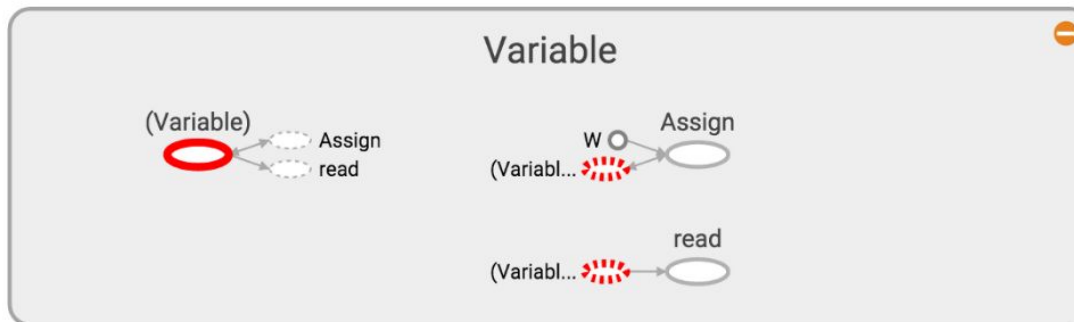 Variable
(Variable)
Assign
read
Assign
W
(Variabl...
read
(Variabl...